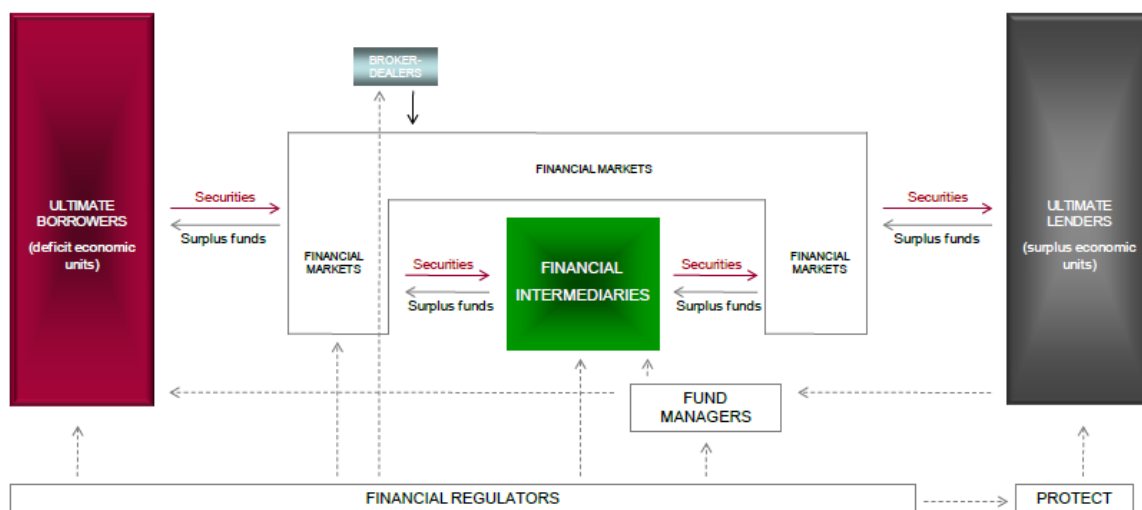 BROKER-
DEALERS
FINANCIAL MARKETS
ULTIMATE
BORROWERS
(deficit economic
units)
Securities
Surplus funds
FINANCIAL
MARKETS
Securities
Surplus funds
FINANCIAL
INTERMEDIARIES
Securities
Surplus funds
FINANCIAL
MARKETS
Securities
Surplus funds
ULTIMATE
LENDERS
(surplus economic
units)
FUND
MANAGERS
FINANCIAL REGULATORS
PROTECT